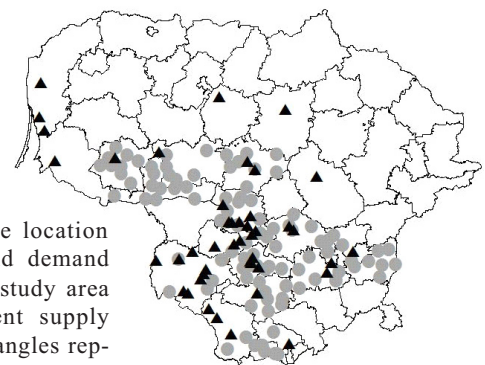 e location
d demand
study area
ent supply
angles rep-